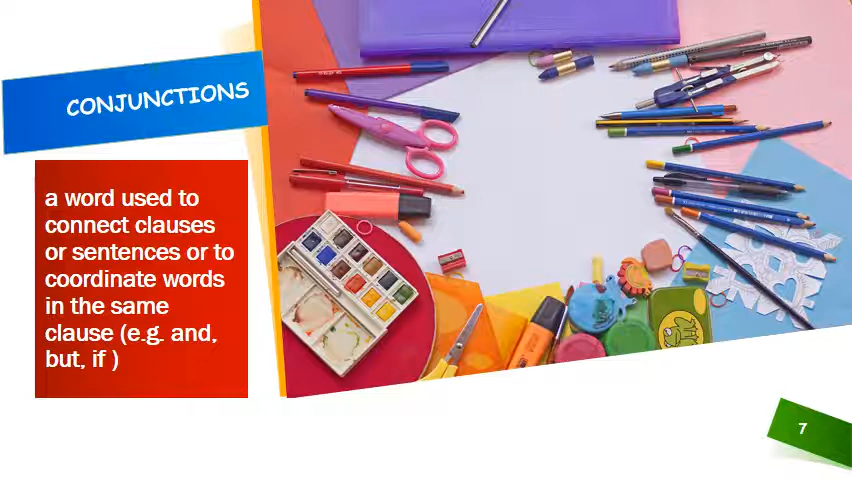 CONJUNCTIONS
a word used to
connect clauses
or sentences or to
coordinate words
in the same
clause (e.g. and,
but, if )
7